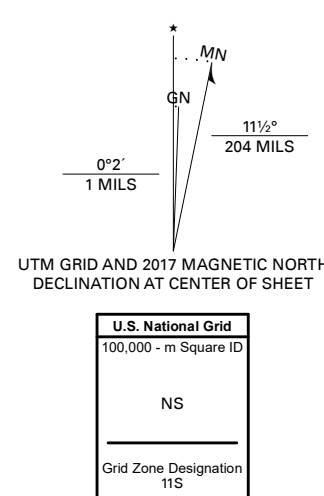 ★
MN
GN
11½°
204 MILS
0°2´
1 MILS
UTM GRID AND 2017 MAGNETIC NORTH
DECLINATION AT CENTER OF SHEET
U.S. National Grid
100,000 - m Square ID
NS
Grid Zone Designation
11S